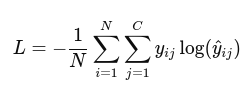 L = -\frac{1}{N} \sum_{i=1}^{N} \sum_{j=1}^{C} y_{ij} \log(\hat{y}_{ij})